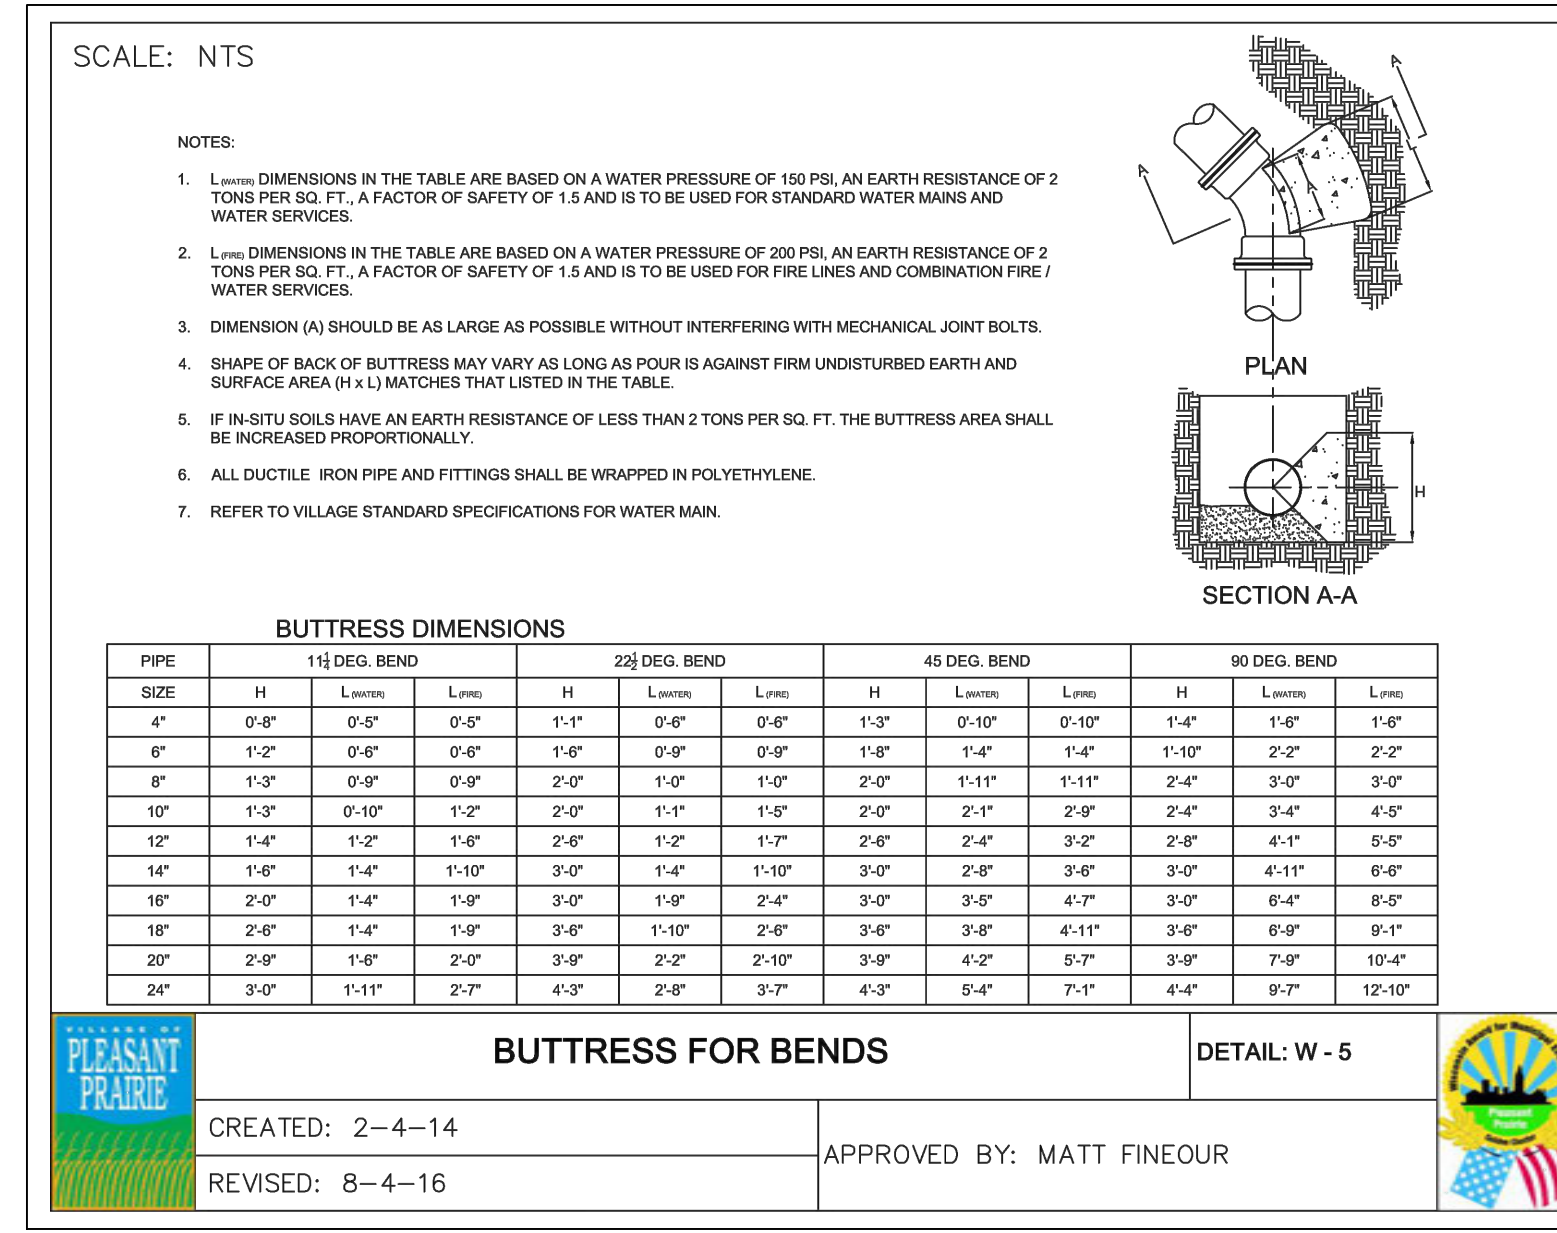 SCALE: NTS
NOTES:
1. L (WATER) DIMENSIONS IN THE TABLE ARE BASED ON A WATER PRESSURE OF 150 PSI, AN EARTH RESISTANCE OF 2
TONS PER SQ. FT., A FACTOR OF SAFETY OF 1.5 AND IS TO BE USED FOR STANDARD WATER MAINS AND
WATER SERVICES.
2. L (FIRE) DIMENSIONS IN THE TABLE ARE BASED ON A WATER PRESSURE OF 200 PSI, AN EARTH RESISTANCE OF 2
TONS PER SQ. FT., A FACTOR OF SAFETY OF 1.5 AND IS TO BE USED FOR FIRE LINES AND COMBINATION FIRE /
WATER SERVICES.
3. DIMENSION (A) SHOULD BE AS LARGE AS POSSIBLE WITHOUT INTERFERING WITH MECHANICAL JOINT BOLTS.
4. SHAPE OF BACK OF BUTTRESS MAY VARY AS LONG AS POUR IS AGAINST FIRM UNDISTURBED EARTH AND
SURFACE AREA (H x L) MATCHES THAT LISTED IN THE TABLE.
5. IF IN-SITU SOILS HAVE AN EARTH RESISTANCE OF LESS THAN 2 TONS PER SQ. FT. THE BUTTRESS AREA SHALL
BE INCREASED PROPORTIONALLY.
6. ALL DUCTILE IRON PIPE AND FITTINGS SHALL BE WRAPPED IN POLYETHYLENE.
7. REFER TO VILLAGE STANDARD SPECIFICATIONS FOR WATER MAIN.
A
A
A
L
PLAN
H
SECTION A-A
BUTTRESS DIMENSIONS
PIPE 11¼ DEG. BEND 22½ DEG. BEND 45 DEG. BEND 90 DEG. BEND
SIZE H L (WATER) L (FIRE) H L (WATER) L (FIRE) H L (WATER) L (FIRE) H L (WATER) L (FIRE)
4" 0'-8" 0'-5" 0'-5" 1'-1" 0'-6" 0'-6" 1'-3" 0'-10" 0'-10" 1'-4" 1'-6" 1'-6"
6" 1'-2" 0'-6" 0'-6" 1'-6" 0'-9" 0'-9" 1'-8" 1'-4" 1'-4" 1'-10" 2'-2" 2'-2"
8" 1'-3" 0'-9" 0'-9" 2'-0" 1'-0" 1'-0" 2'-0" 1'-11" 1'-11" 2'-4" 3'-0" 3'-0"
10" 1'-3" 0'-10" 1'-2" 2'-0" 1'-1" 1'-5" 2'-0" 2'-1" 2'-9" 2'-4" 3'-4" 4'-5"
12" 1'-4" 1'-2" 1'-6" 2'-6" 1'-2" 1'-7" 2'-6" 2'-4" 3'-2" 2'-8" 4'-1" 5'-5"
14" 1'-6" 1'-4" 1'-10" 3'-0" 1'-4" 1'-10" 3'-0" 2'-8" 3'-6" 3'-0" 4'-11" 6'-6"
16" 2'-0" 1'-4" 1'-9" 3'-0" 1'-9" 2'-4" 3'-0" 3'-5" 4'-7" 3'-0" 6'-4" 8'-5"
18" 2'-6" 1'-4" 1'-9" 3'-6" 1'-10" 2'-6" 3'-6" 3'-8" 4'-11" 3'-6" 6'-9" 9'-1"
20" 2'-9" 1'-6" 2'-0" 3'-9" 2'-2" 2'-10" 3'-9" 4'-2" 5'-7" 3'-9" 7'-9" 10'-4"
24" 3'-0" 1'-11" 2'-7" 4'-3" 2'-8" 3'-7" 4'-3" 5'-4" 7'-1" 4'-4" 9'-7" 12'-10"
VILLAGE OF
PLEASANT
PRAIRIE
BUTTRESS FOR BENDS
DETAIL: W - 5
CREATED: 2-4-14
REVISED: 8-4-16
APPROVED BY: MATT FINEOUR
Wisconsin Award for Municipal
Pleasant
Prairie